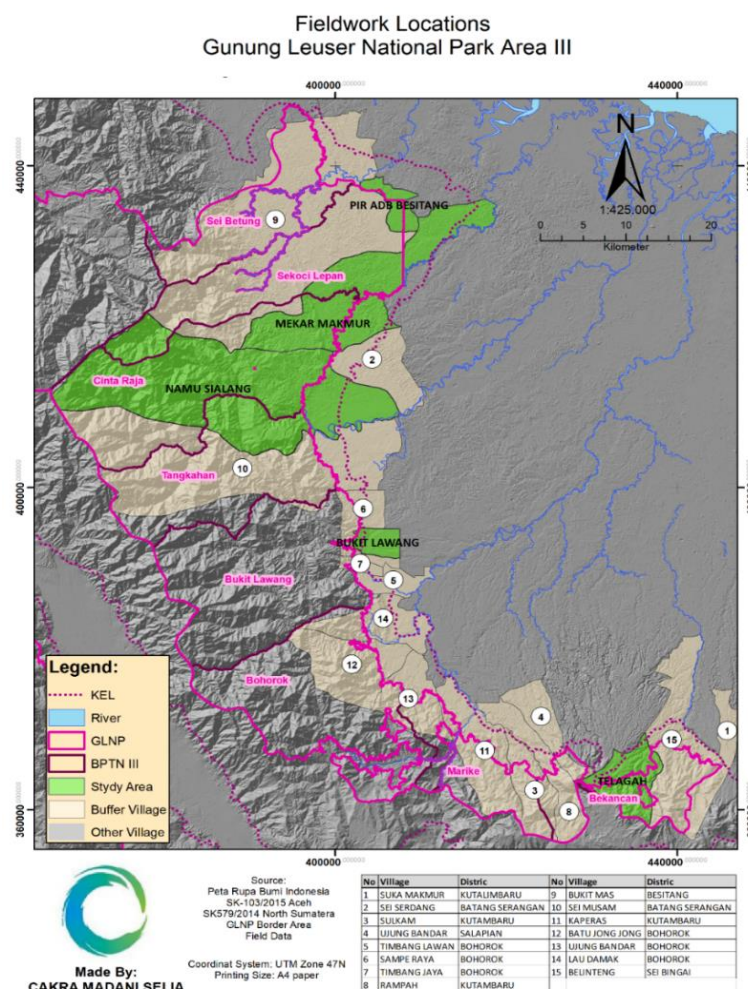 Fieldwork Locations
Gunung Leuser National Park Area III
400000
440000
N
1:425,000
0 5 10 20
Kilometer
440000
PIR ADB BESITANG
Sei Betung
9
Sekoci Lepan
MEKAR MAKMUR
2
Cinta Raja
NAMU SIALANG
Tangkahan
10
400000
6
BUKIT LAWANG
7
5
Bukit Lawang
14
12
Bohorok
13
4
15
1
11
Marike
TELAGAH
3
Bekancan
8
360000
Legend:
KEL
River
GLNP
BPTN III
Stydy Area
Buffer Village
Other Village
400000
440000
Made By:
CAKRA MADANI SELIA
Source:
Peta Rupa Bumi Indonesia
SK-103/2015 Aceh
SK579/2014 North Sumatera
GLNP Border Area
Field Data
Coordinat System: UTM Zone 47N
Printing Size: A4 paper
No Village Distric No Village Distric
1 SUKA MAKMUR KUTALIMBARU 9 BUKIT MAS BESITANG
2 SEI SERDANG BATANG SERANGAN 10 SEI MUSAM BATANG SERANGAN
3 SULKAM KUTAMBARU 11 KAPERAS KUTAMBARU
4 UJUNG BANDAR SALAPIAN 12 BATU JONG JONG BOHOROK
5 TIMBANG LAWAN BOHOROK 13 UJUNG BANDAR BOHOROK
6 SAMPE RAYA BOHOROK 14 LAU DAMAK BOHOROK
7 TIMBANG JAYA BOHOROK 15 BELINTENG SEI BINGAI
8 RAMPAH KUTAMBARU